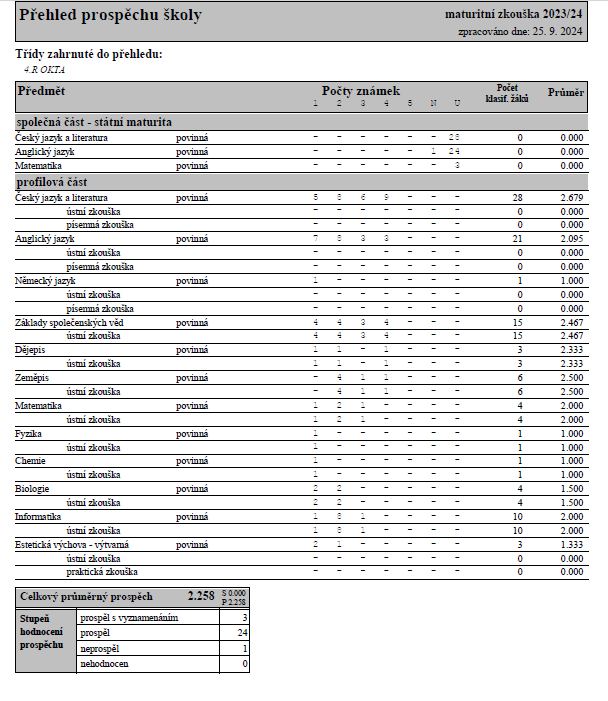 Přehled prospěchu školy maturitní zkouška 2023/24
zpracováno dne: 25. 9. 2024
Třídy zahrnuté do přehledu:
4.R OKTA
Předmět Počty známek Počet klasif. žáků Průměr
1 2 3 4 5 N U
společná část - státní maturita
Český jazyk a literatura povinná - - - - - - 28 0 0.000
Anglický jazyk povinná - - - - - 1 24 0 0.000
Matematika povinná - - - - - - 3 0 0.000
profilová část
Český jazyk a literatura povinná 5 8 6 9 - - - 28 2.679
ústní zkouška - - - - - - - 0 0.000
písemná zkouška - - - - - - - 0 0.000
Anglický jazyk povinná 7 8 3 3 - - - 21 2.095
ústní zkouška - - - - - - - 0 0.000
písemná zkouška - - - - - - - 0 0.000
Německý jazyk povinná 1 - - - - - - 1 1.000
ústní zkouška - - - - - - - 0 0.000
písemná zkouška - - - - - - - 0 0.000
Základy společenských věd povinná 4 4 3 4 - - - 15 2.467
ústní zkouška 4 4 3 4 - - - 15 2.467
Dějepis povinná 1 1 - 1 - - - 3 2.333
ústní zkouška 1 1 - 1 - - - 3 2.333
Zeměpis povinná - 4 1 1 - - - 6 2.500
ústní zkouška - 4 1 1 - - - 6 2.500
Matematika povinná 1 2 1 - - - - 4 2.000
ústní zkouška 1 2 1 - - - - 4 2.000
Fyzika povinná 1 - - - - - - 1 1.000
ústní zkouška 1 - - - - - - 1 1.000
Chemie povinná 1 - - - - - - 1 1.000
ústní zkouška 1 - - - - - - 1 1.000
Biologie povinná 2 2 - - - - - 4 1.500
ústní zkouška 2 2 - - - - - 4 1.500
Informatika povinná 1 8 1 - - - - 10 2.000
ústní zkouška 1 8 1 - - - - 10 2.000
Estetická výchova - výtvarná povinná 2 1 - - - - - 3 1.333
ústní zkouška - - - - - - - 0 0.000
praktická zkouška - - - - - - - 0 0.000
Celkový průměrný prospěch 2.258 S 0.000
P 2.258
Stupeň hodnocení prospěchu
prospěl s vyznamenáním 3
prospěl 24
neprospěl 1
nehodnocen 0